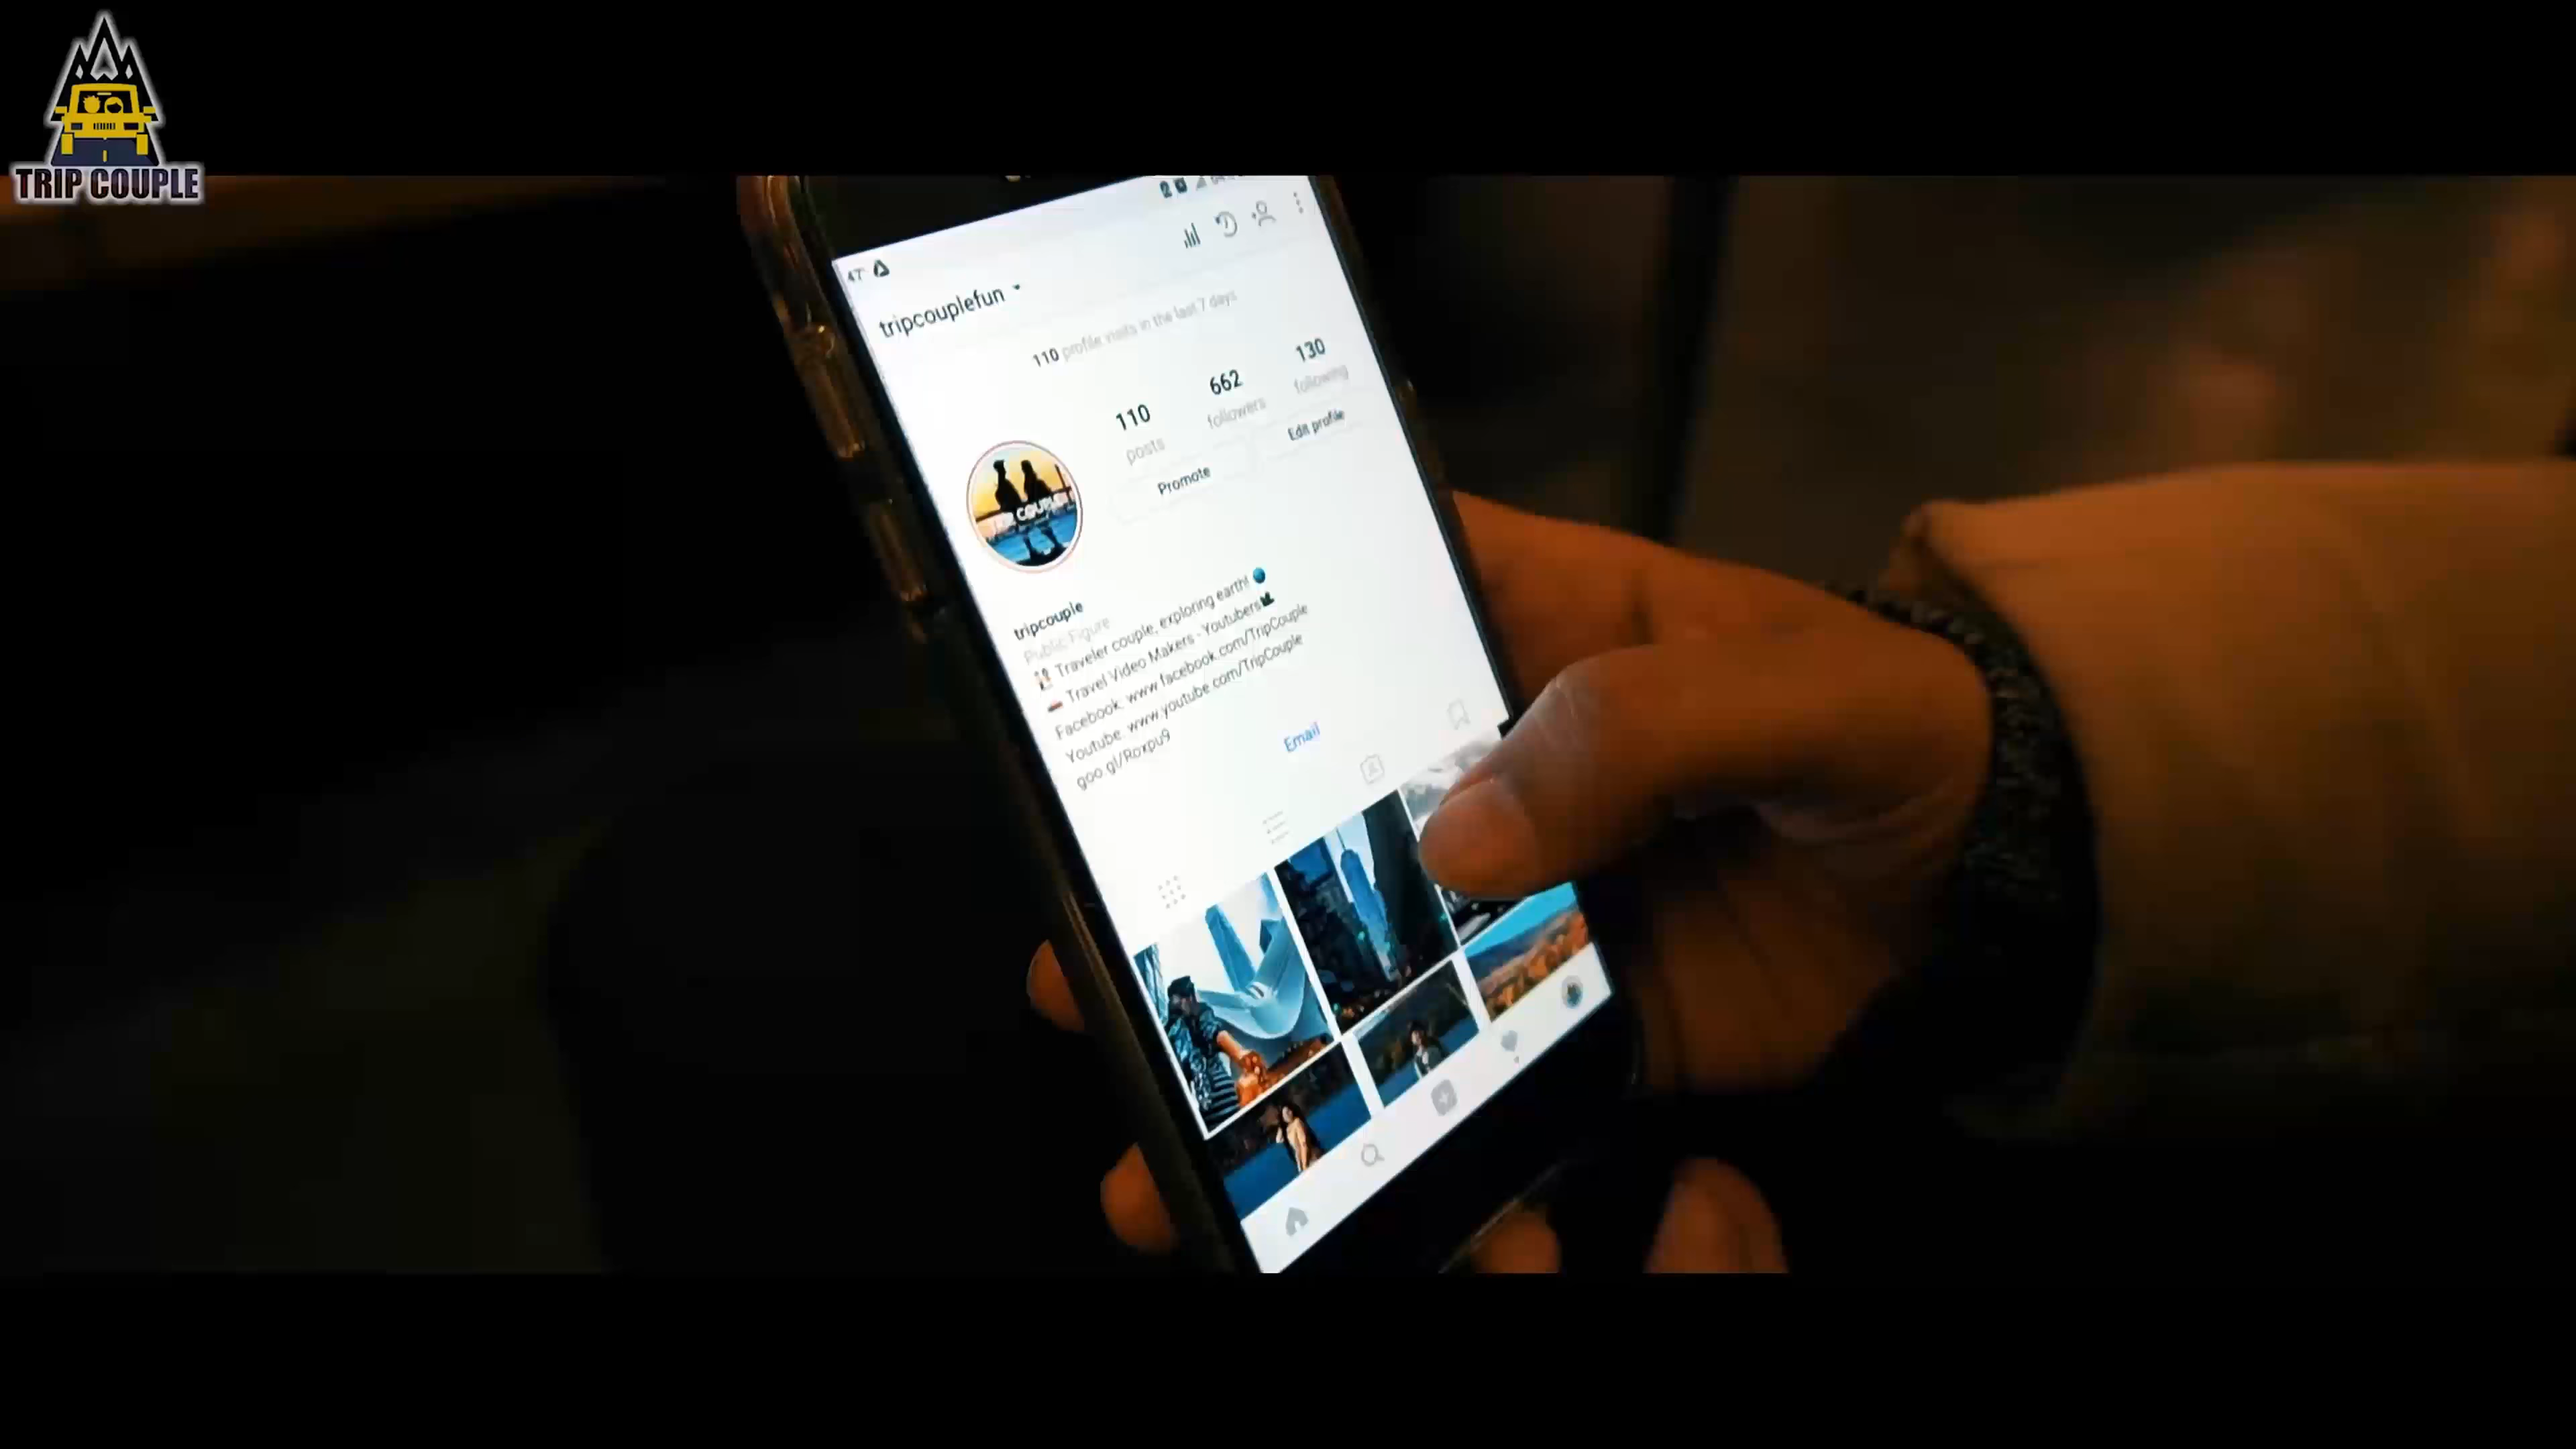 TRIP COUPLE
47°
tripcouplefun
110 profile visits in the last 7 days
110 662 130
posts followers following
Promote Edit profile
COUPLE
tripcouple
Public Figure
Traveler couple, exploring earth!
Travel Video Makers - Youtubers
Facebook: www.facebook.com/TripCouple
Youtube: www.youtube.com/TripCouple
goo.gl/Roxpu9
Email